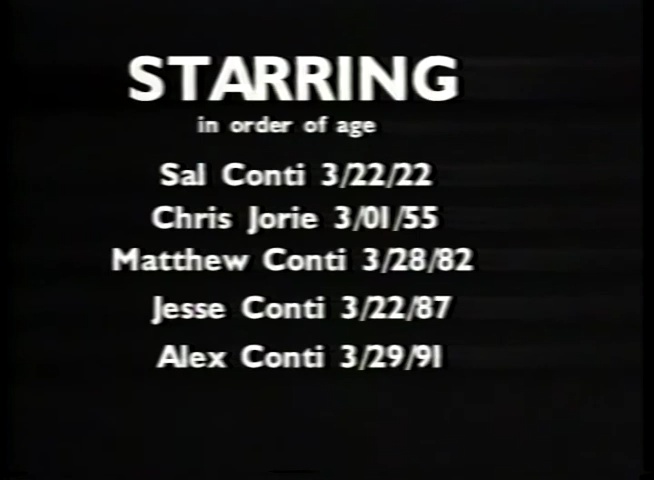 STARRING
in order of age
Sal Conti 3/22/22
Chris Jorie 3/01/55
Matthew Conti 3/28/82
Jesse Conti 3/22/87
Alex Conti 3/29/91